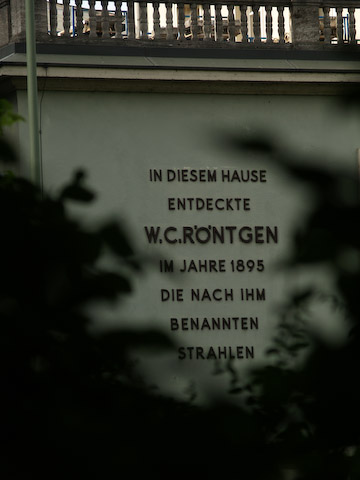 IN DIESEM HAUSE
ENTDECKTE
W.C.RÖNTGEN
IM JAHRE 1895
DIE NACH IHM
BENANNTEN
STRAHLEN